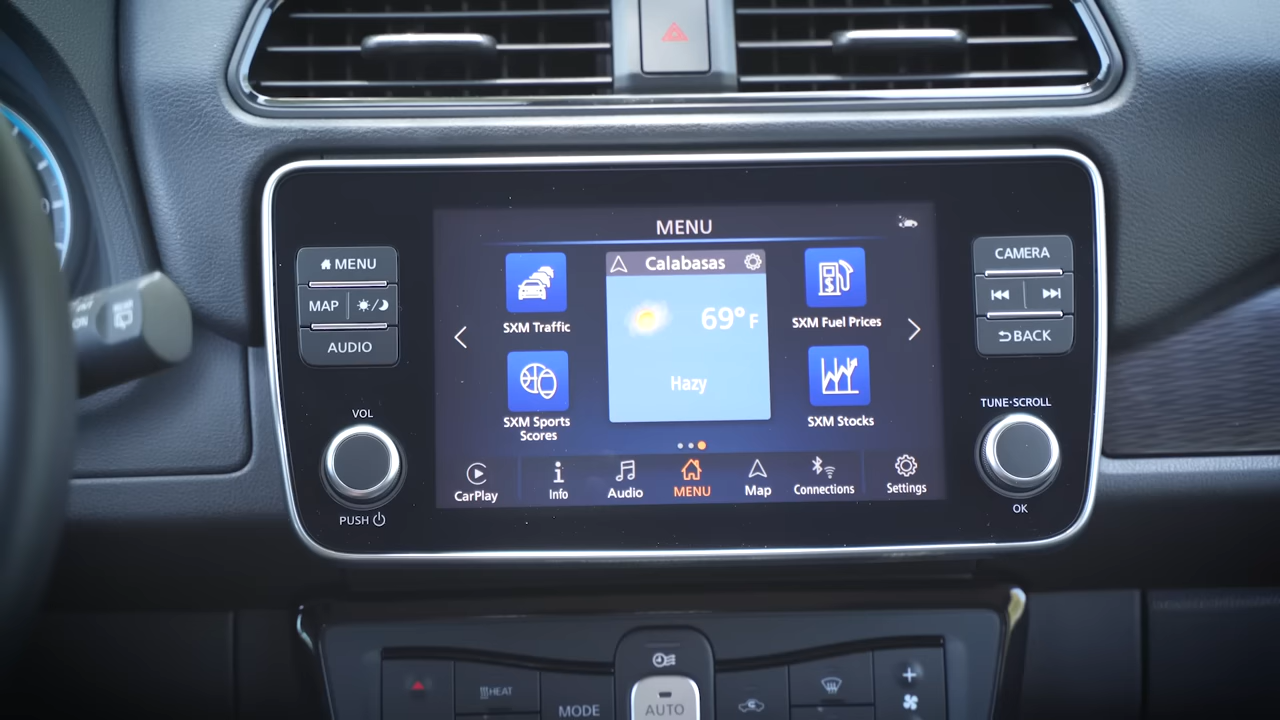 MENU
MENU
CAMERA
Calabasas
MAP
69° F
SXM Traffic
SXM Fuel Prices
AUDIO
BACK
Hazy
SXM Sports
Scores
SXM Stocks
VOL
TUNE·SCROLL
CarPlay
Info
Audio
MENU
Map
Connections
Settings
PUSH
OK
HEAT
MODE
AUTO